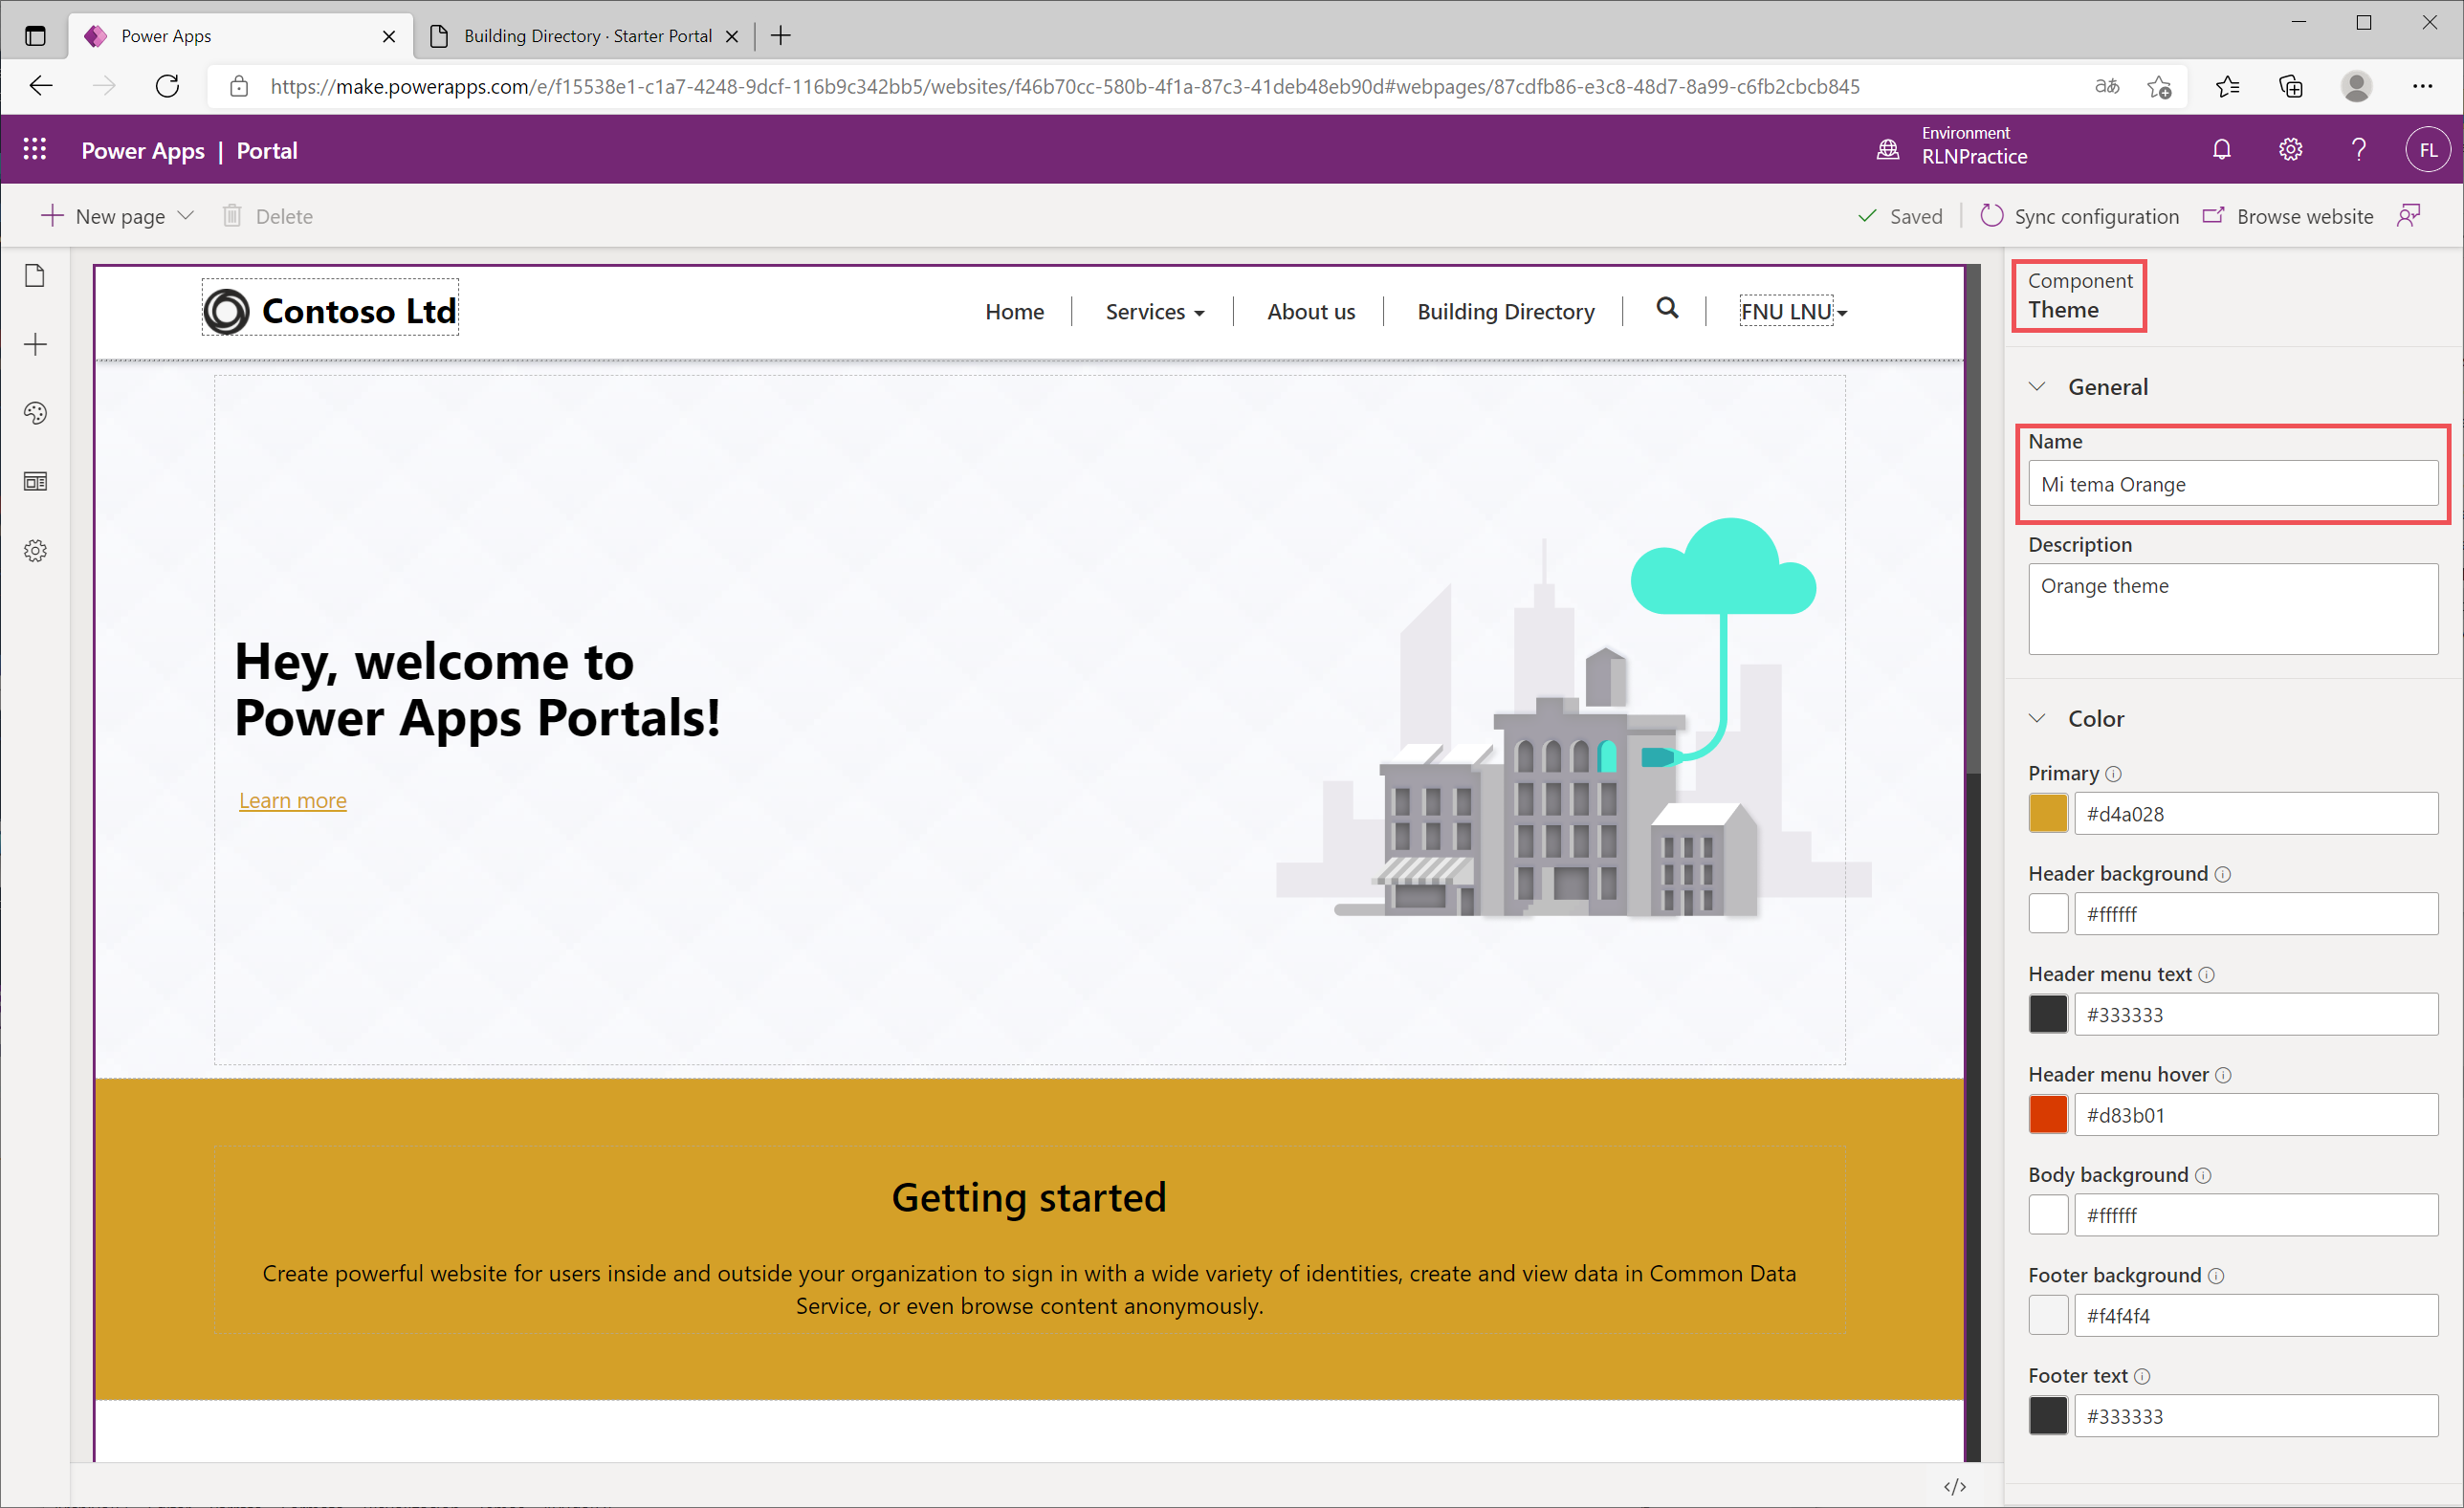 Power Apps
Building Directory · Starter Portal
https://make.powerapps.com/e/f15538e1-c1a7-4248-9dcf-116b9c342bb5/websites/f46b70cc-580b-4f1a-87c3-41deb48eb90d#webpages/87cdfb86-e3c8-48d7-8a99-c6fb2cbcb845
Power Apps | Portal
Environment
RLNPractice
FL
New page
Delete
Saved
Sync configuration
Browse website
Contoso Ltd
Home
Services
About us
Building Directory
FNU LNU
Hey, welcome to
Power Apps Portals!
Learn more
Getting started
Create powerful website for users inside and outside your organization to sign in with a wide variety of identities, create and view data in Common Data
Service, or even browse content anonymously.
Component
Theme
General
Name
Mi tema Orange
Description
Orange theme
Color
Primary
#d4a028
Header background
#ffffff
Header menu text
#333333
Header menu hover
#d83b01
Body background
#ffffff
Footer background
#f4f4f4
Footer text
#333333